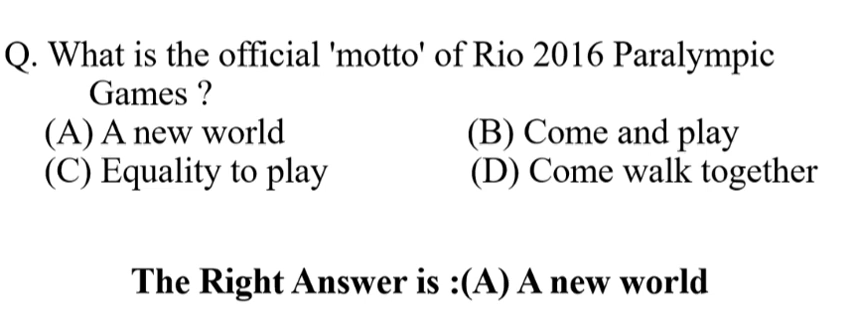 Q. What is the official 'motto' of Rio 2016 Paralympic
Games ?
(A) A new world (B) Come and play
(C) Equality to play (D) Come walk together
The Right Answer is :(A) A new world